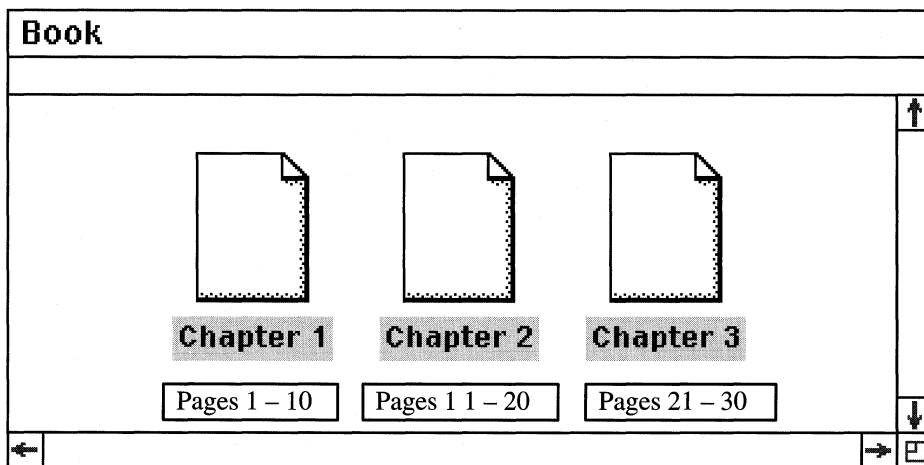 Book
Chapter 1 Chapter 2 Chapter 3
Pages 1 – 10 Pages 1 1 – 20 Pages 21 – 30